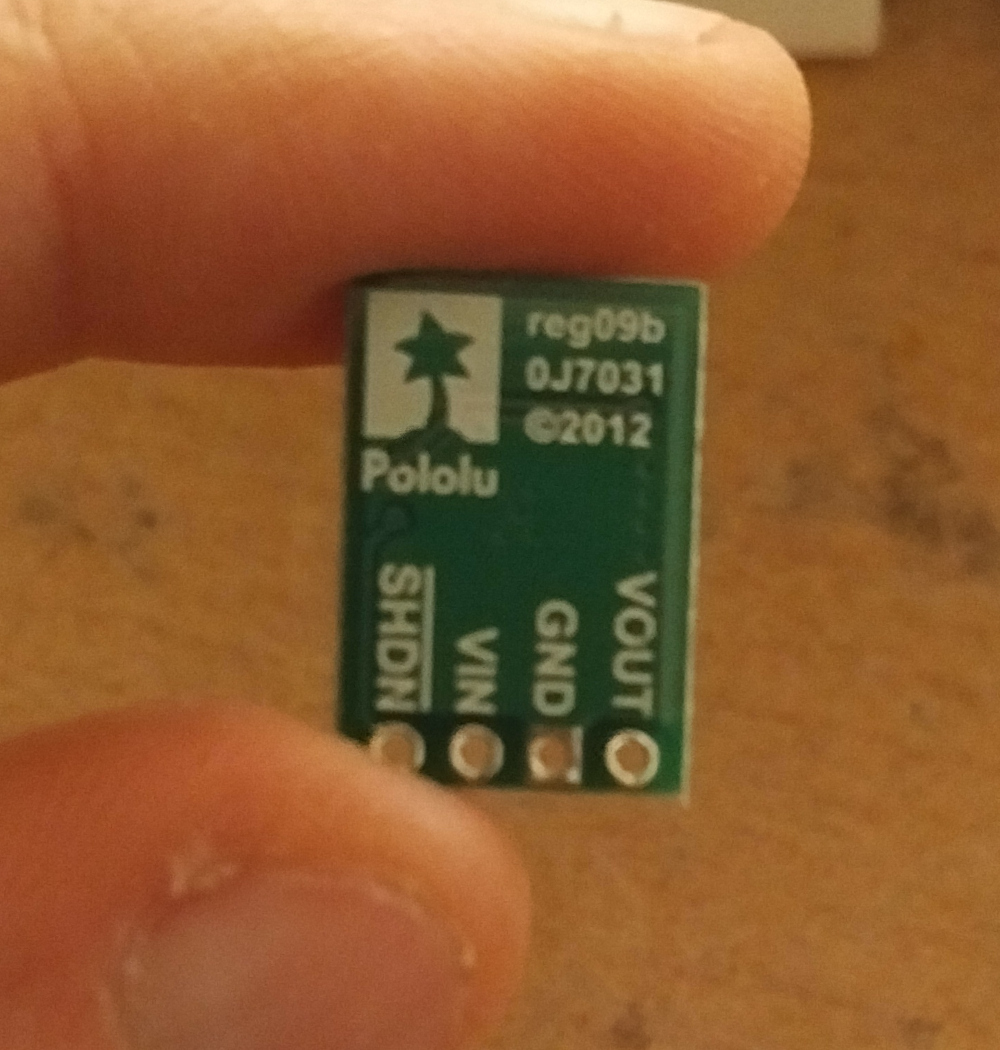 reg09b
0J7031
©2012
Pololu
SHDN
VIN
GND
VOUT